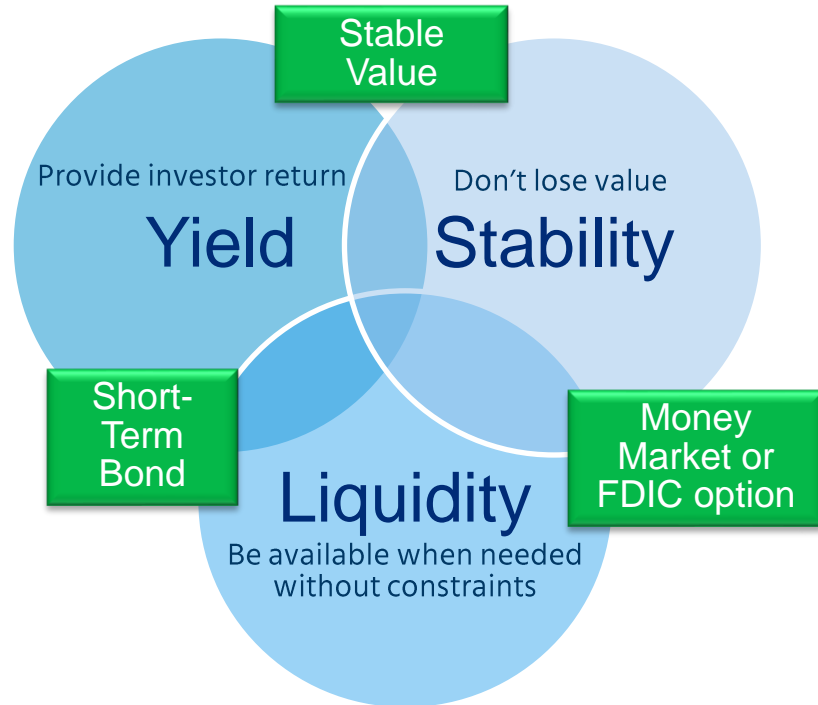 Stable
Value
Provide investor return
Yield
Don't lose value
Stability
Short-
Term
Bond
Money
Market or
FDIC option
Liquidity
Be available when needed
without constraints